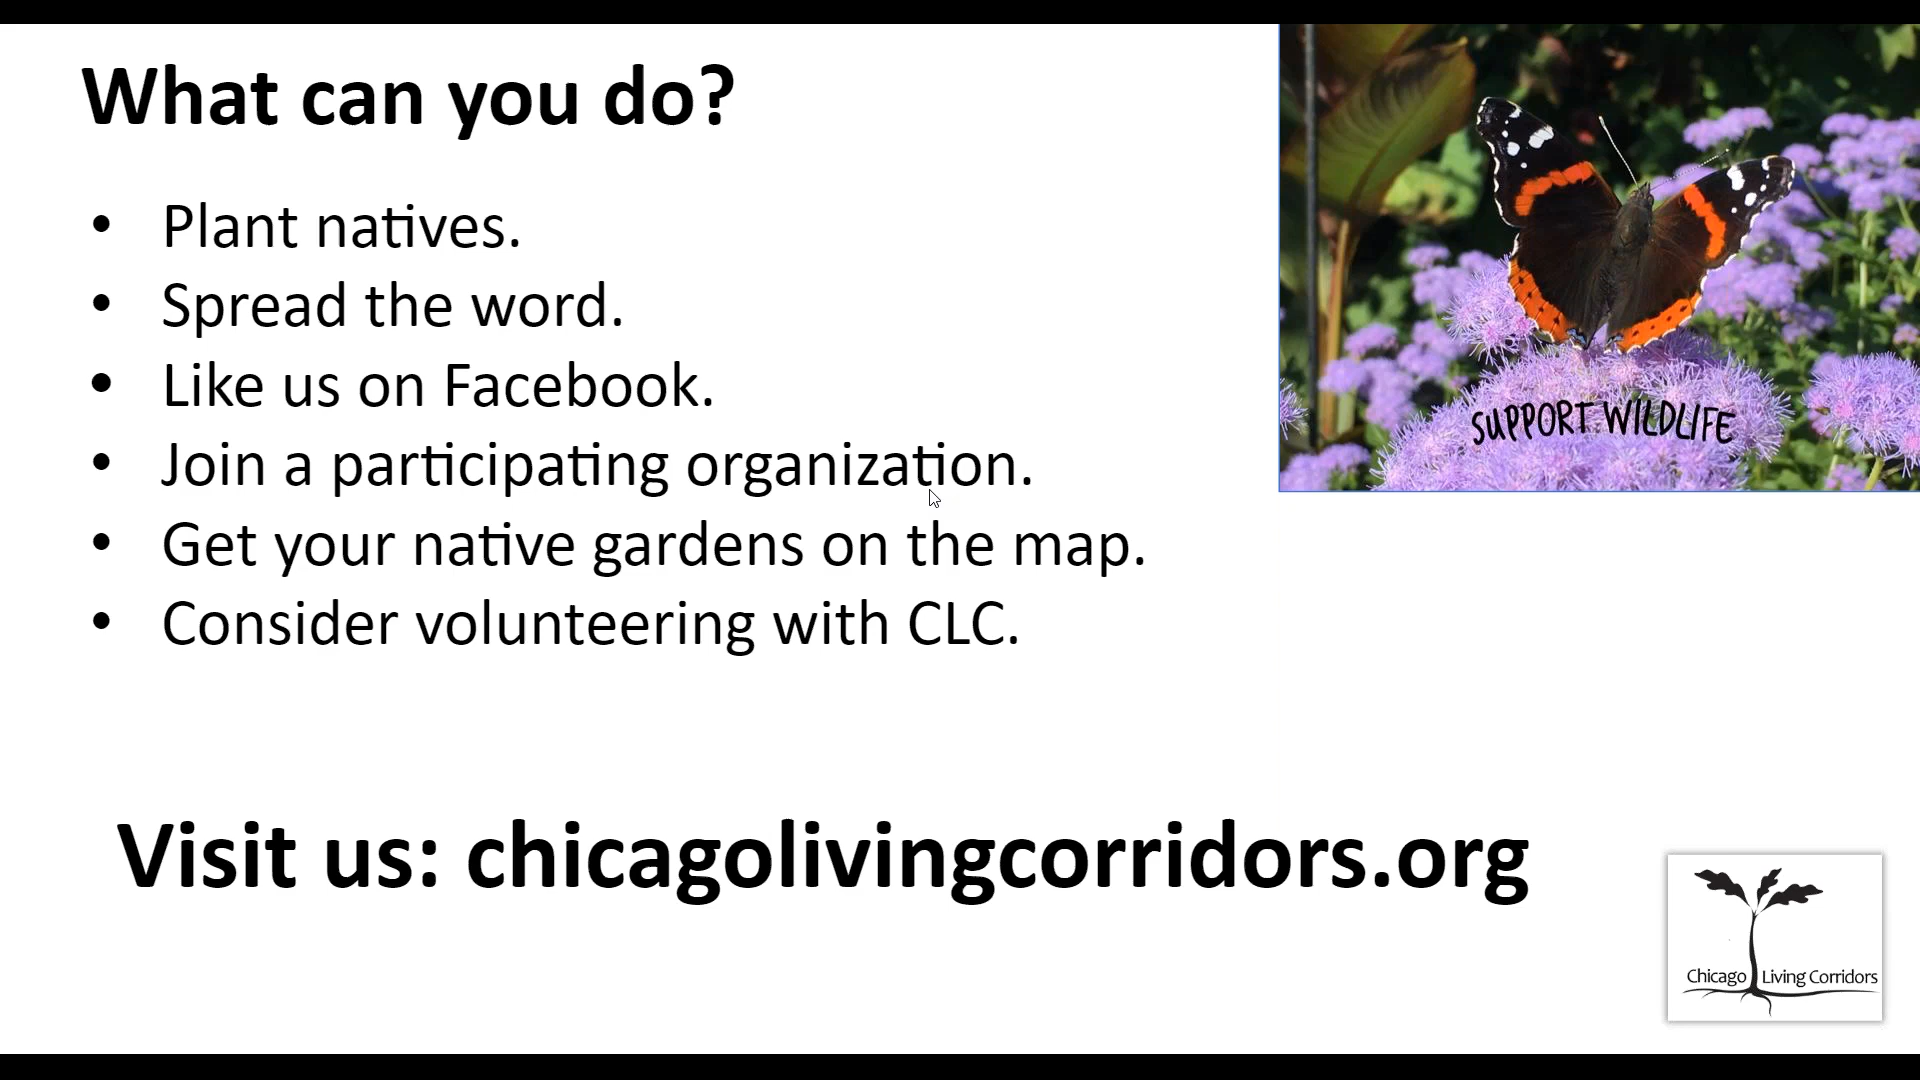 What can you do?
• Plant natives.
• Spread the word.
• Like us on Facebook.
• Join a participating organization.
• Get your native gardens on the map.
• Consider volunteering with CLC.
SUPPORT WILDLIFE
Visit us: chicagolivingcorridors.org
Chicago Living Corridors